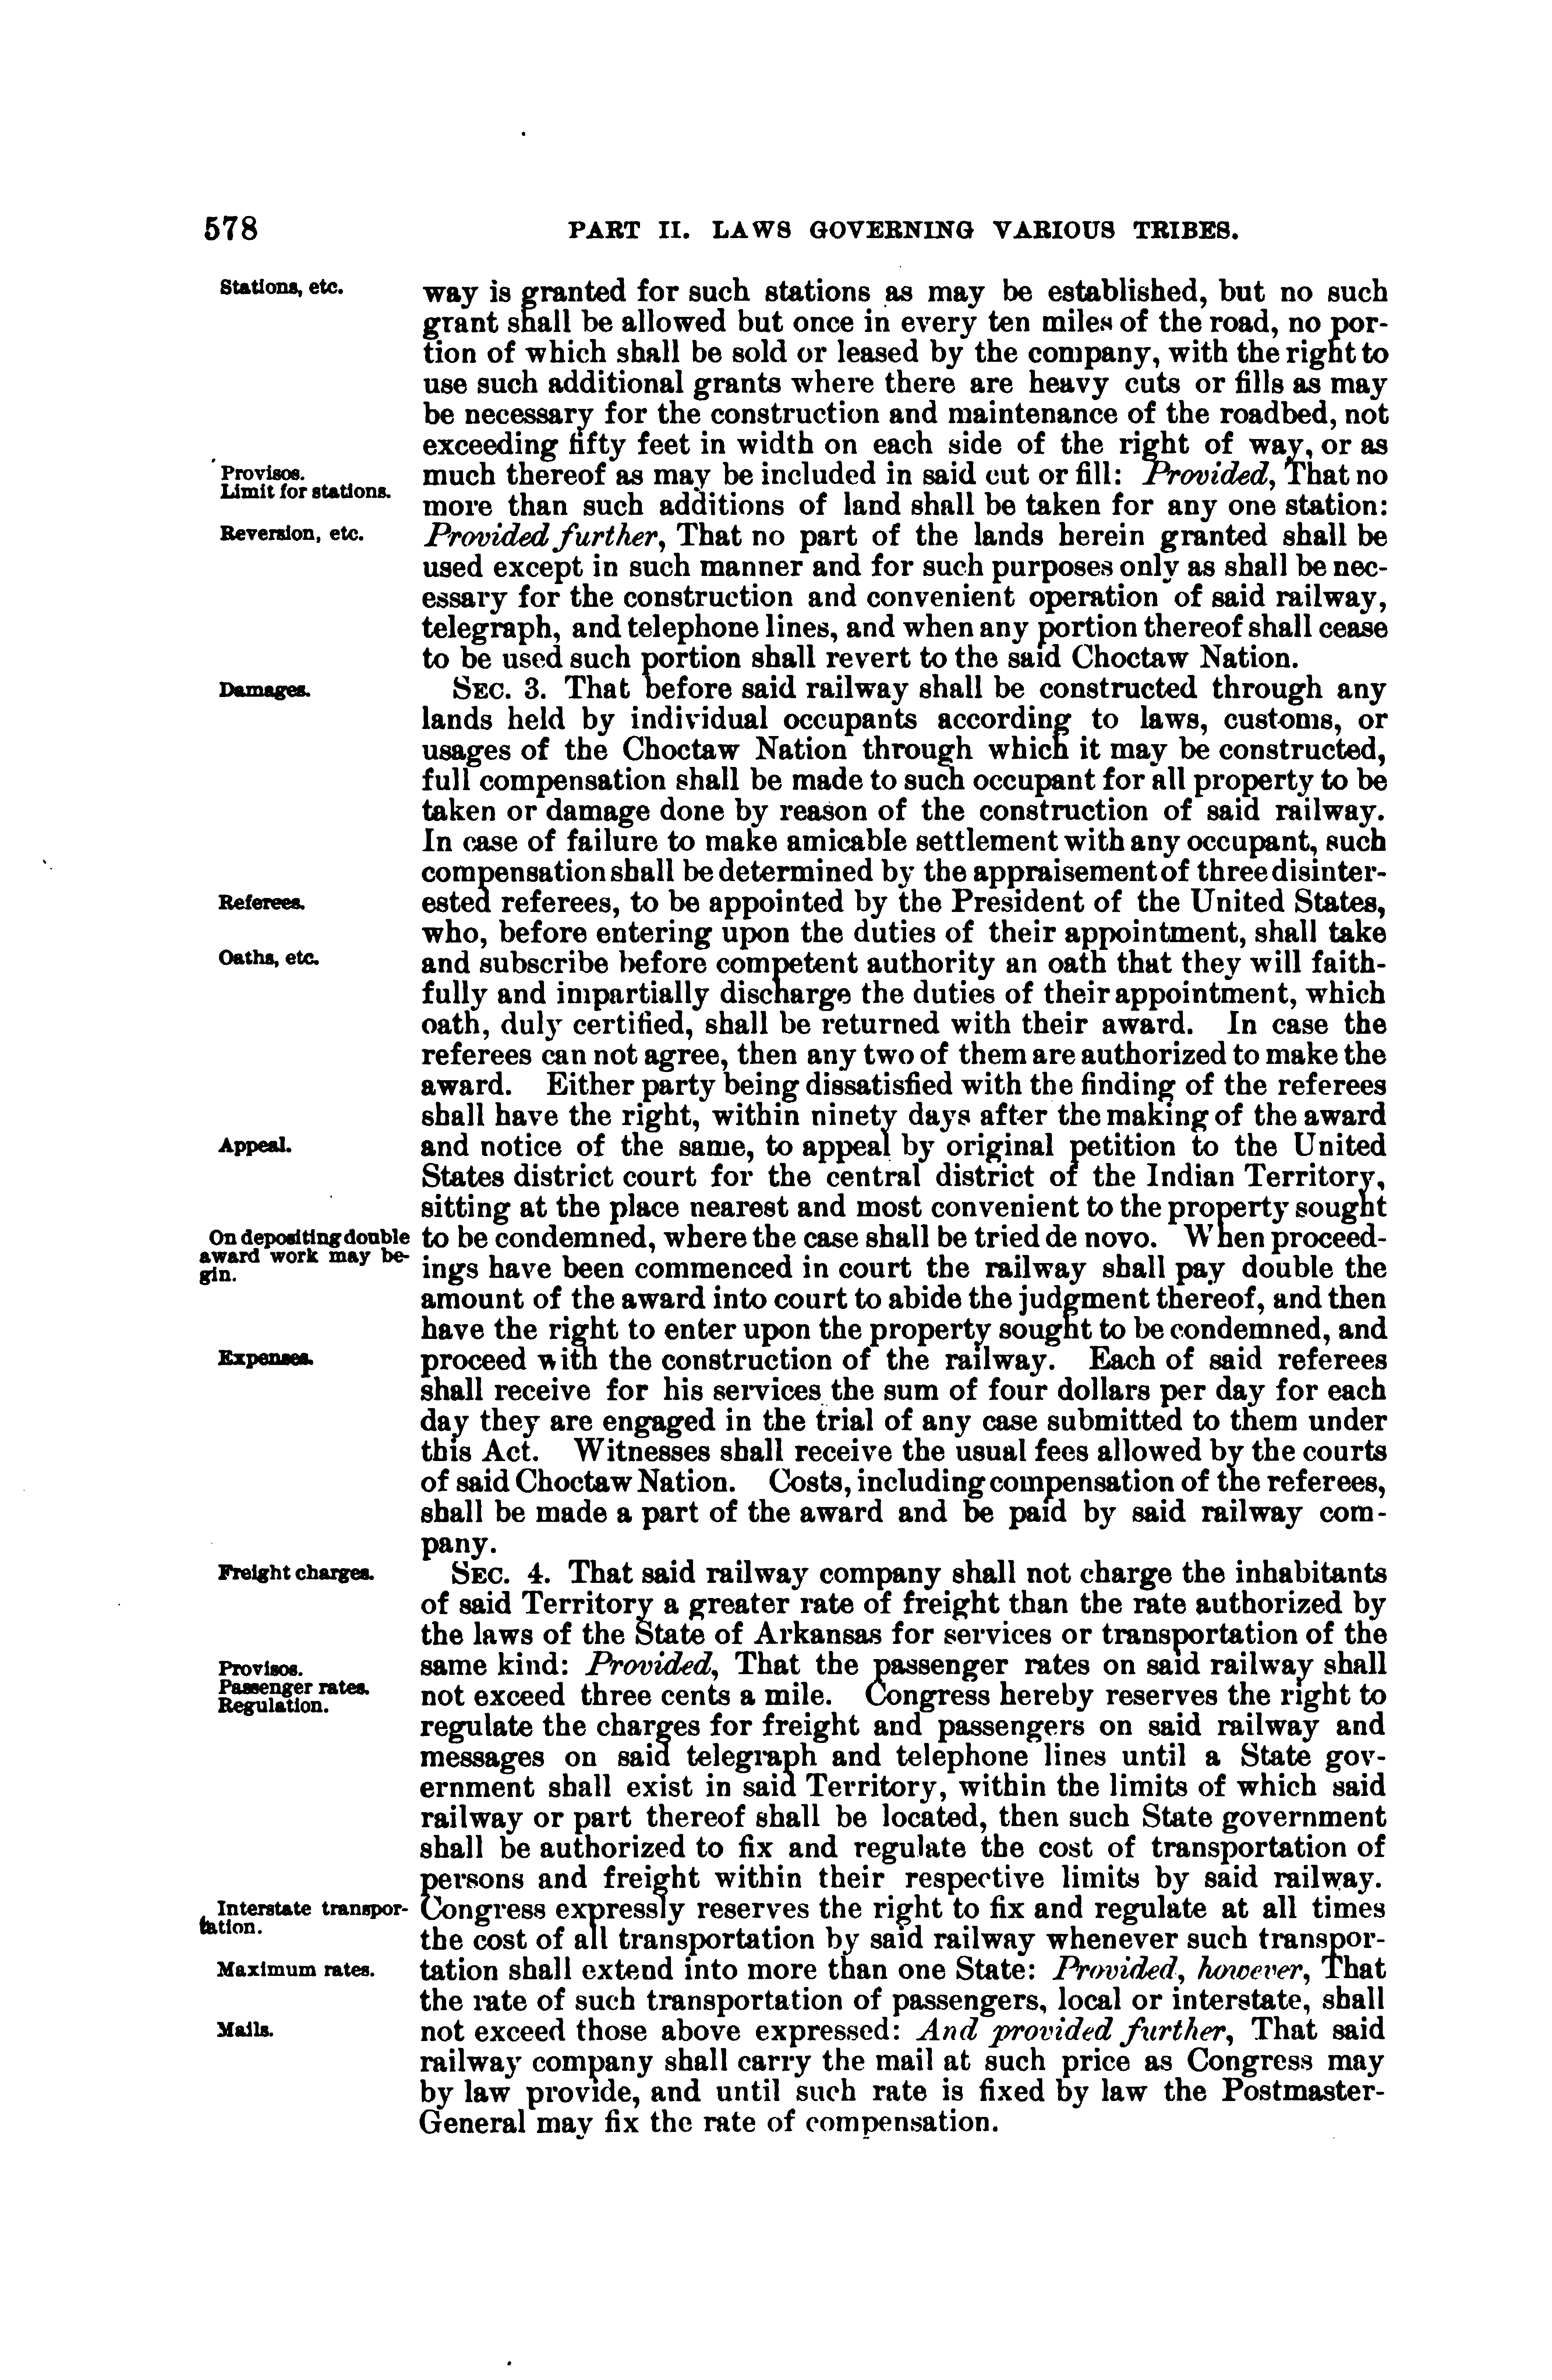 578
PART II. LAWS GOVERNING VARIOUS TRIBES.
Stations, etc.
way is granted for such stations as may be established, but no such
grant shall be allowed but once in every ten miles of the road, no por-
tion of which shall be sold or leased by the company, with the right to
use such additional grants where there are heavy cuts or fills as may
be necessary for the construction and maintenance of the roadbed, not
exceeding fifty feet in width on each side of the right of way, or as
Provisos.
Limit for stations.
much thereof as may be included in said cut or fill: Provided, That no
more than such additions of land shall be taken for any one station:
Reversion, etc.
Provided further, That no part of the lands herein granted shall be
used except in such manner and for such purposes only as shall be nec-
essary for the construction and convenient operation of said railway,
telegraph, and telephone lines, and when any portion thereof shall cease
to be used such portion shall revert to the said Choctaw Nation.
Damages.
SEC. 3. That before said railway shall be constructed through any
lands held by individual occupants according to laws, customs, or
usages of the Choctaw Nation through which it may be constructed,
full compensation shall be made to such occupant for all property to be
taken or damage done by reason of the construction of said railway.
In case of failure to make amicable settlement with any occupant, such
compensation shall be determined by the appraisement of three disinter-
Referees.
ested referees, to be appointed by the President of the United States,
who, before entering upon the duties of their appointment, shall take
Oaths, etc.
and subscribe before competent authority an oath that they will faith-
fully and impartially discharge the duties of their appointment, which
oath, duly certified, shall be returned with their award. In case the
referees can not agree, then any two of them are authorized to make the
award. Either party being dissatisfied with the finding of the referees
shall have the right, within ninety days after the making of the award
Appeal.
and notice of the same, to appeal by original petition to the United
States district court for the central district of the Indian Territory,
sitting at the place nearest and most convenient to the property sought
On depositing double
award work may be-
gin.
to be condemned, where the case shall be tried de novo. When proceed-
ings have been commenced in court the railway shall pay double the
amount of the award into court to abide the judgment thereof, and then
have the right to enter upon the property sought to be condemned, and
Expenses.
proceed with the construction of the railway. Each of said referees
shall receive for his services the sum of four dollars per day for each
day they are engaged in the trial of any case submitted to them under
this Act. Witnesses shall receive the usual fees allowed by the courts
of said Choctaw Nation. Costs, including compensation of the referees,
shall be made a part of the award and be paid by said railway com-
pany.
Freight charges.
SEC. 4. That said railway company shall not charge the inhabitants
of said Territory a greater rate of freight than the rate authorized by
the laws of the State of Arkansas for services or transportation of the
Provisos.
Passenger rates.
Regulation.
same kind: Provided, That the passenger rates on said railway shall
not exceed three cents a mile. Congress hereby reserves the right to
regulate the charges for freight and passengers on said railway and
messages on said telegraph and telephone lines until a State gov-
ernment shall exist in said Territory, within the limits of which said
railway or part thereof shall be located, then such State government
shall be authorized to fix and regulate the cost of transportation of
persons and freight within their respective limits by said railway.
Interstate transpor-
tation.
Congress expressly reserves the right to fix and regulate at all times
the cost of all transportation by said railway whenever such transpor-
Maximum rates.
tation shall extend into more than one State: Provided, however, That
the rate of such transportation of passengers, local or interstate, shall
Mails.
not exceed those above expressed: And provided further, That said
railway company shall carry the mail at such price as Congress may
by law provide, and until such rate is fixed by law the Postmaster-
General may fix the rate of compensation.